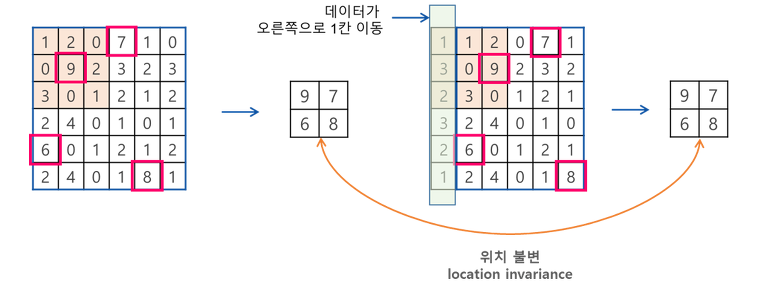 데이터가
오른쪽으로 1칸 이동
1 2 0 7 1 0
0 9 2 3 2 3
3 0 1 2 1 2
2 4 0 1 0 1
6 0 1 2 1 2
2 4 0 1 8 1
9 7
6 8
1 1 2 0 7 1
3 0 9 2 3 2
2 3 0 1 2 1
3 2 4 0 1 0
2 6 0 1 2 1
1 2 4 0 1 8
9 7
6 8
위치 불변
location invariance